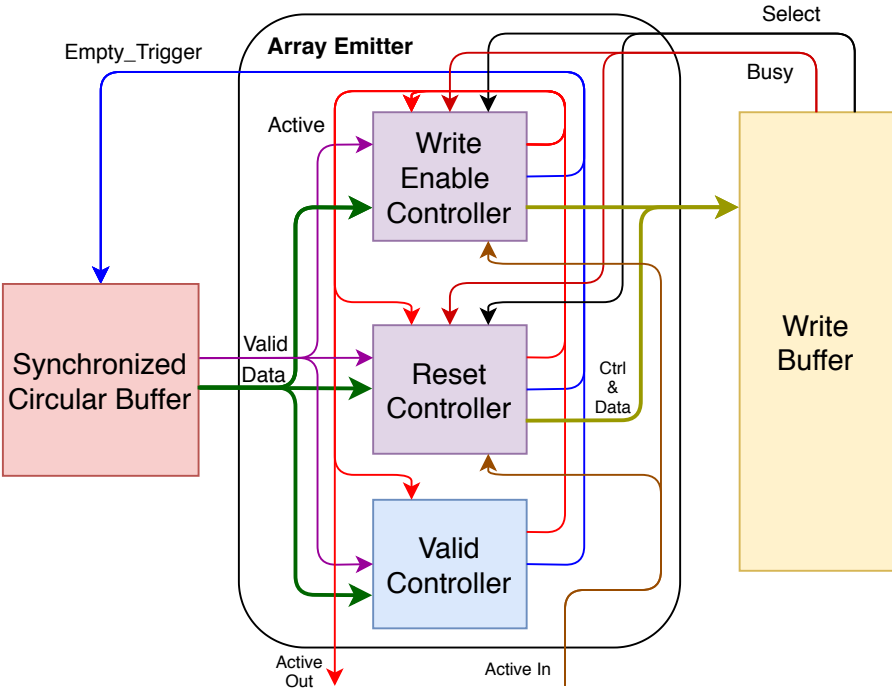 Select
Array Emitter
Empty_Trigger
Busy
Active
Write
Enable
Controller
Write
Buffer
Valid
Synchronized
Circular Buffer
Data
Reset
Controller
Ctrl
&
Data
Valid
Controller
Active
Out
Active In